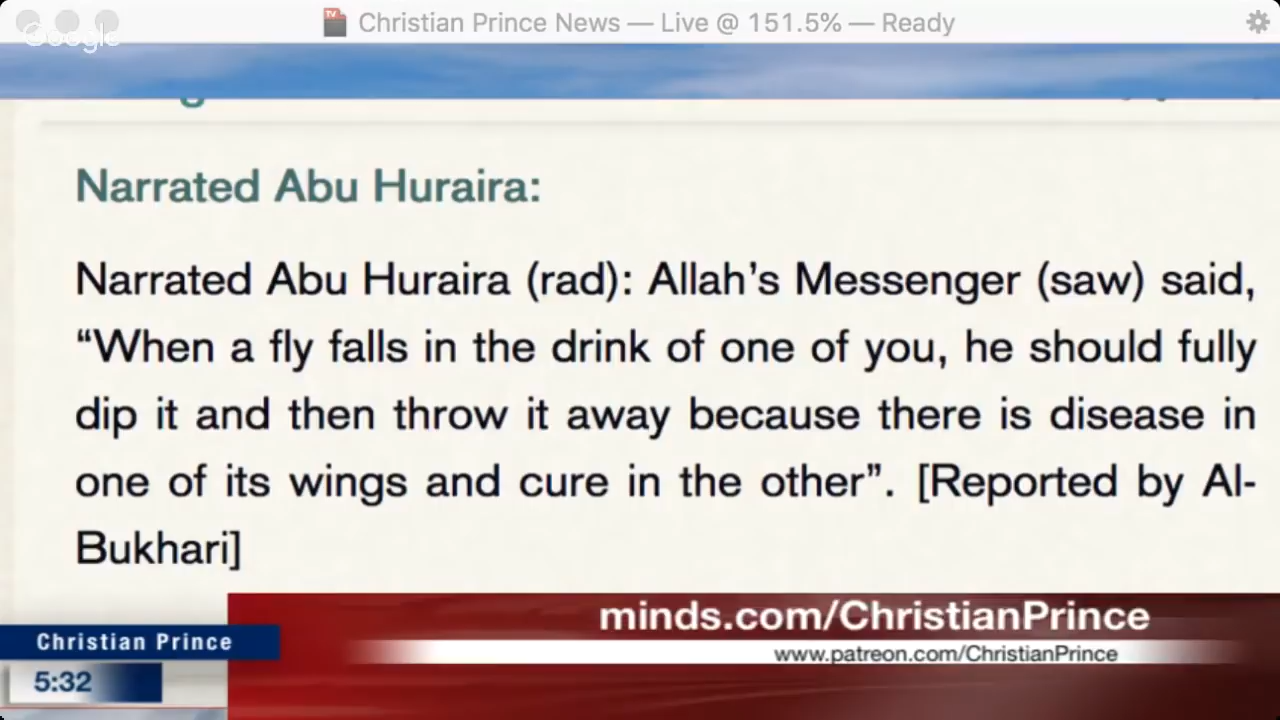 Christian Prince News — Live @ 151.5% — Ready
Google
Narrated Abu Huraira:
Narrated Abu Huraira (rad): Allah's Messenger (saw) said,
“When a fly falls in the drink of one of you, he should fully
dip it and then throw it away because there is disease in
one of its wings and cure in the other”. [Reported by Al-
Bukhari]
minds.com/ChristianPrince
Christian Prince
www.patreon.com/ChristianPrince
5:32